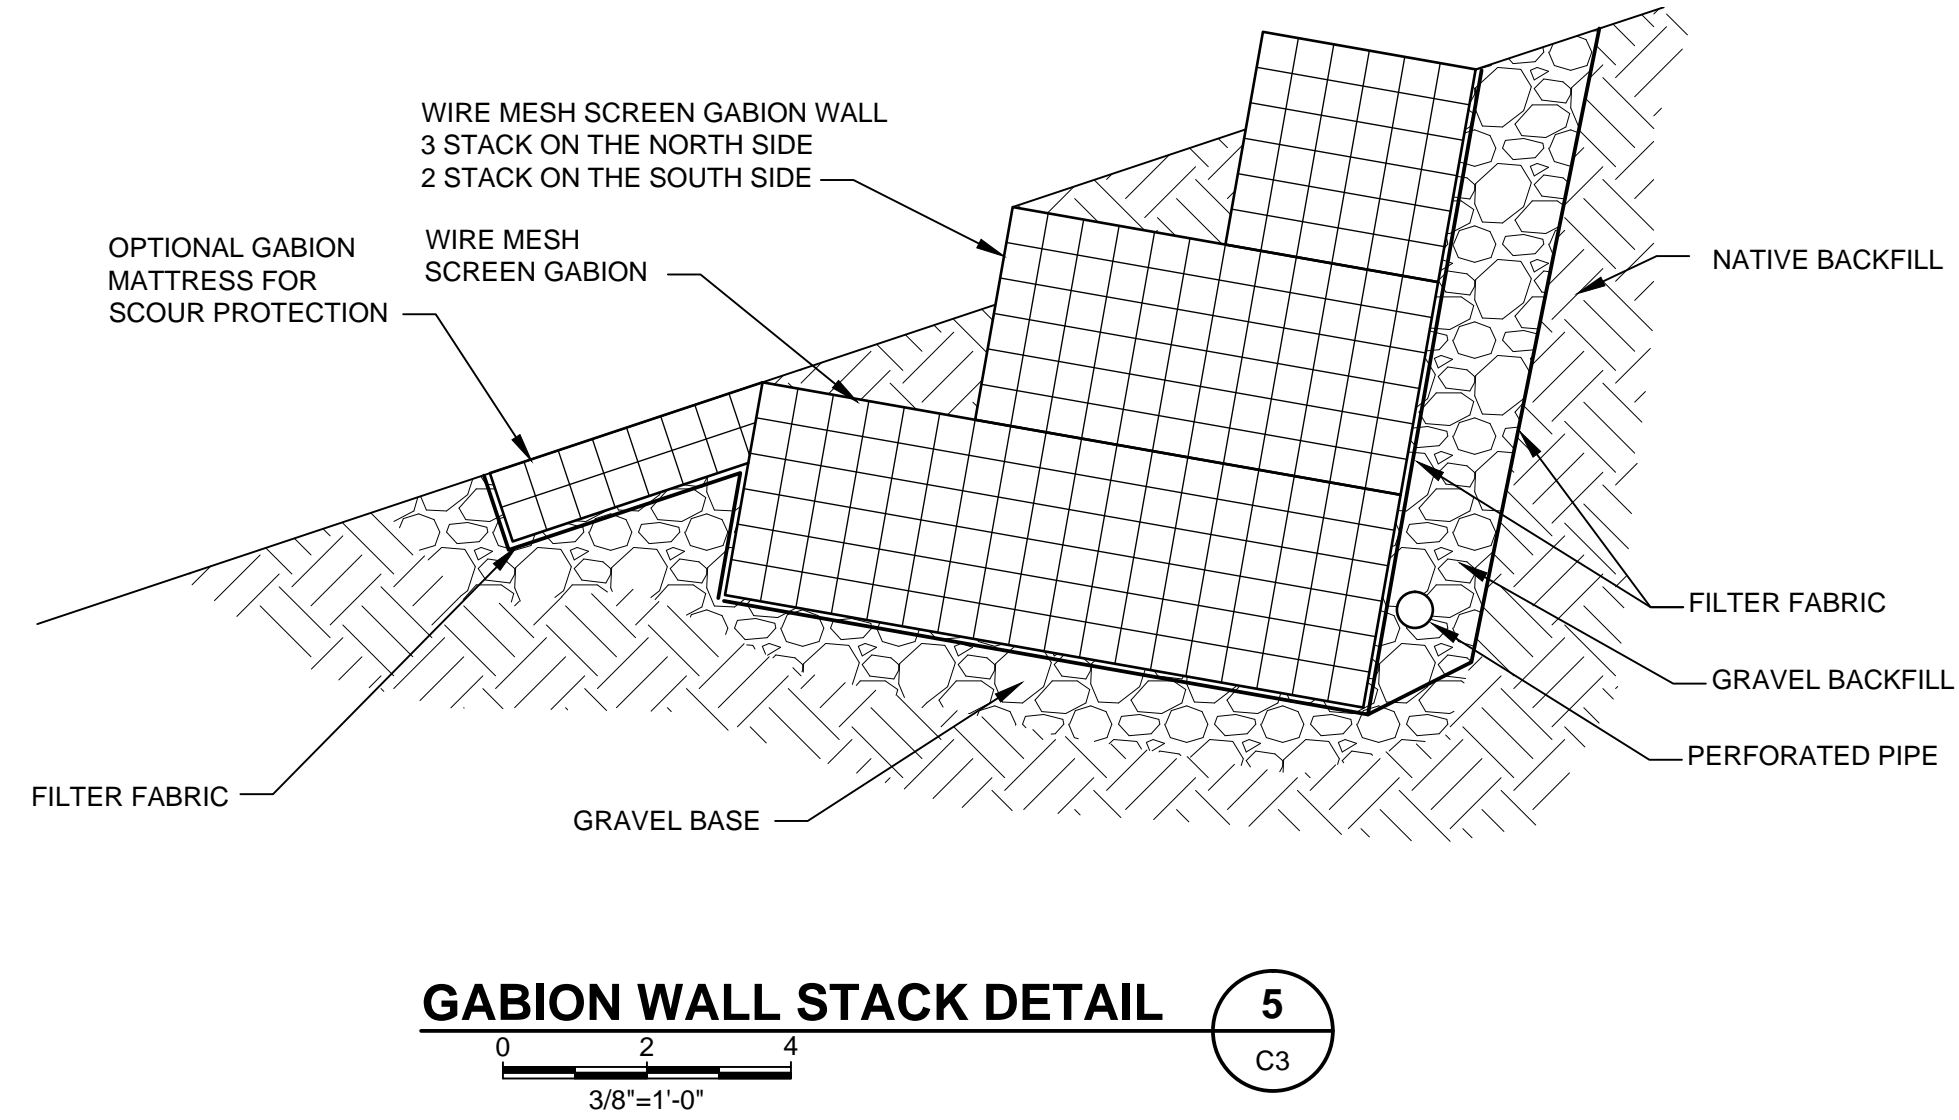 WIRE MESH SCREEN GABION WALL
3 STACK ON THE NORTH SIDE
2 STACK ON THE SOUTH SIDE
OPTIONAL GABION
MATTRESS FOR
SCOUR PROTECTION
WIRE MESH
SCREEN GABION
NATIVE BACKFILL
FILTER FABRIC
GRAVEL BACKFILL
PERFORATED PIPE
FILTER FABRIC
GRAVEL BASE
GABION WALL STACK DETAIL
5
C3
0 2 4
3/8"=1'-0"